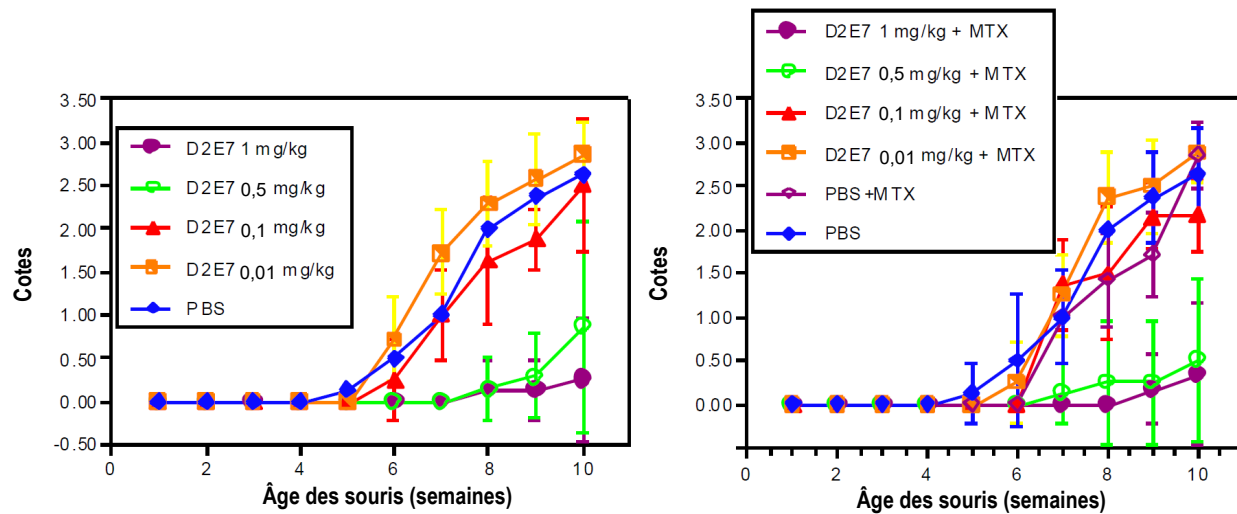 3.50
3.00
2.50
2.00
1.50
1.00
0.50
0.00
-0.50
Cotes
D2E7 1 mg/kg
D2E7 0,5 mg/kg
D2E7 0,1 mg/kg
D2E7 0,01 mg/kg
PBS
0 2 4 6 8 10
Âge des souris (semaines)
3.50
3.00
2.50
2.00
1.50
1.00
0.50
0.00
Cotes
D2E7 1 mg/kg + MTX
D2E7 0,5 mg/kg + MTX
D2E7 0,1 mg/kg + MTX
D2E7 0,01 mg/kg + MTX
PBS +MTX
PBS
0 2 4 6 8 10
Âge des souris (semaines)